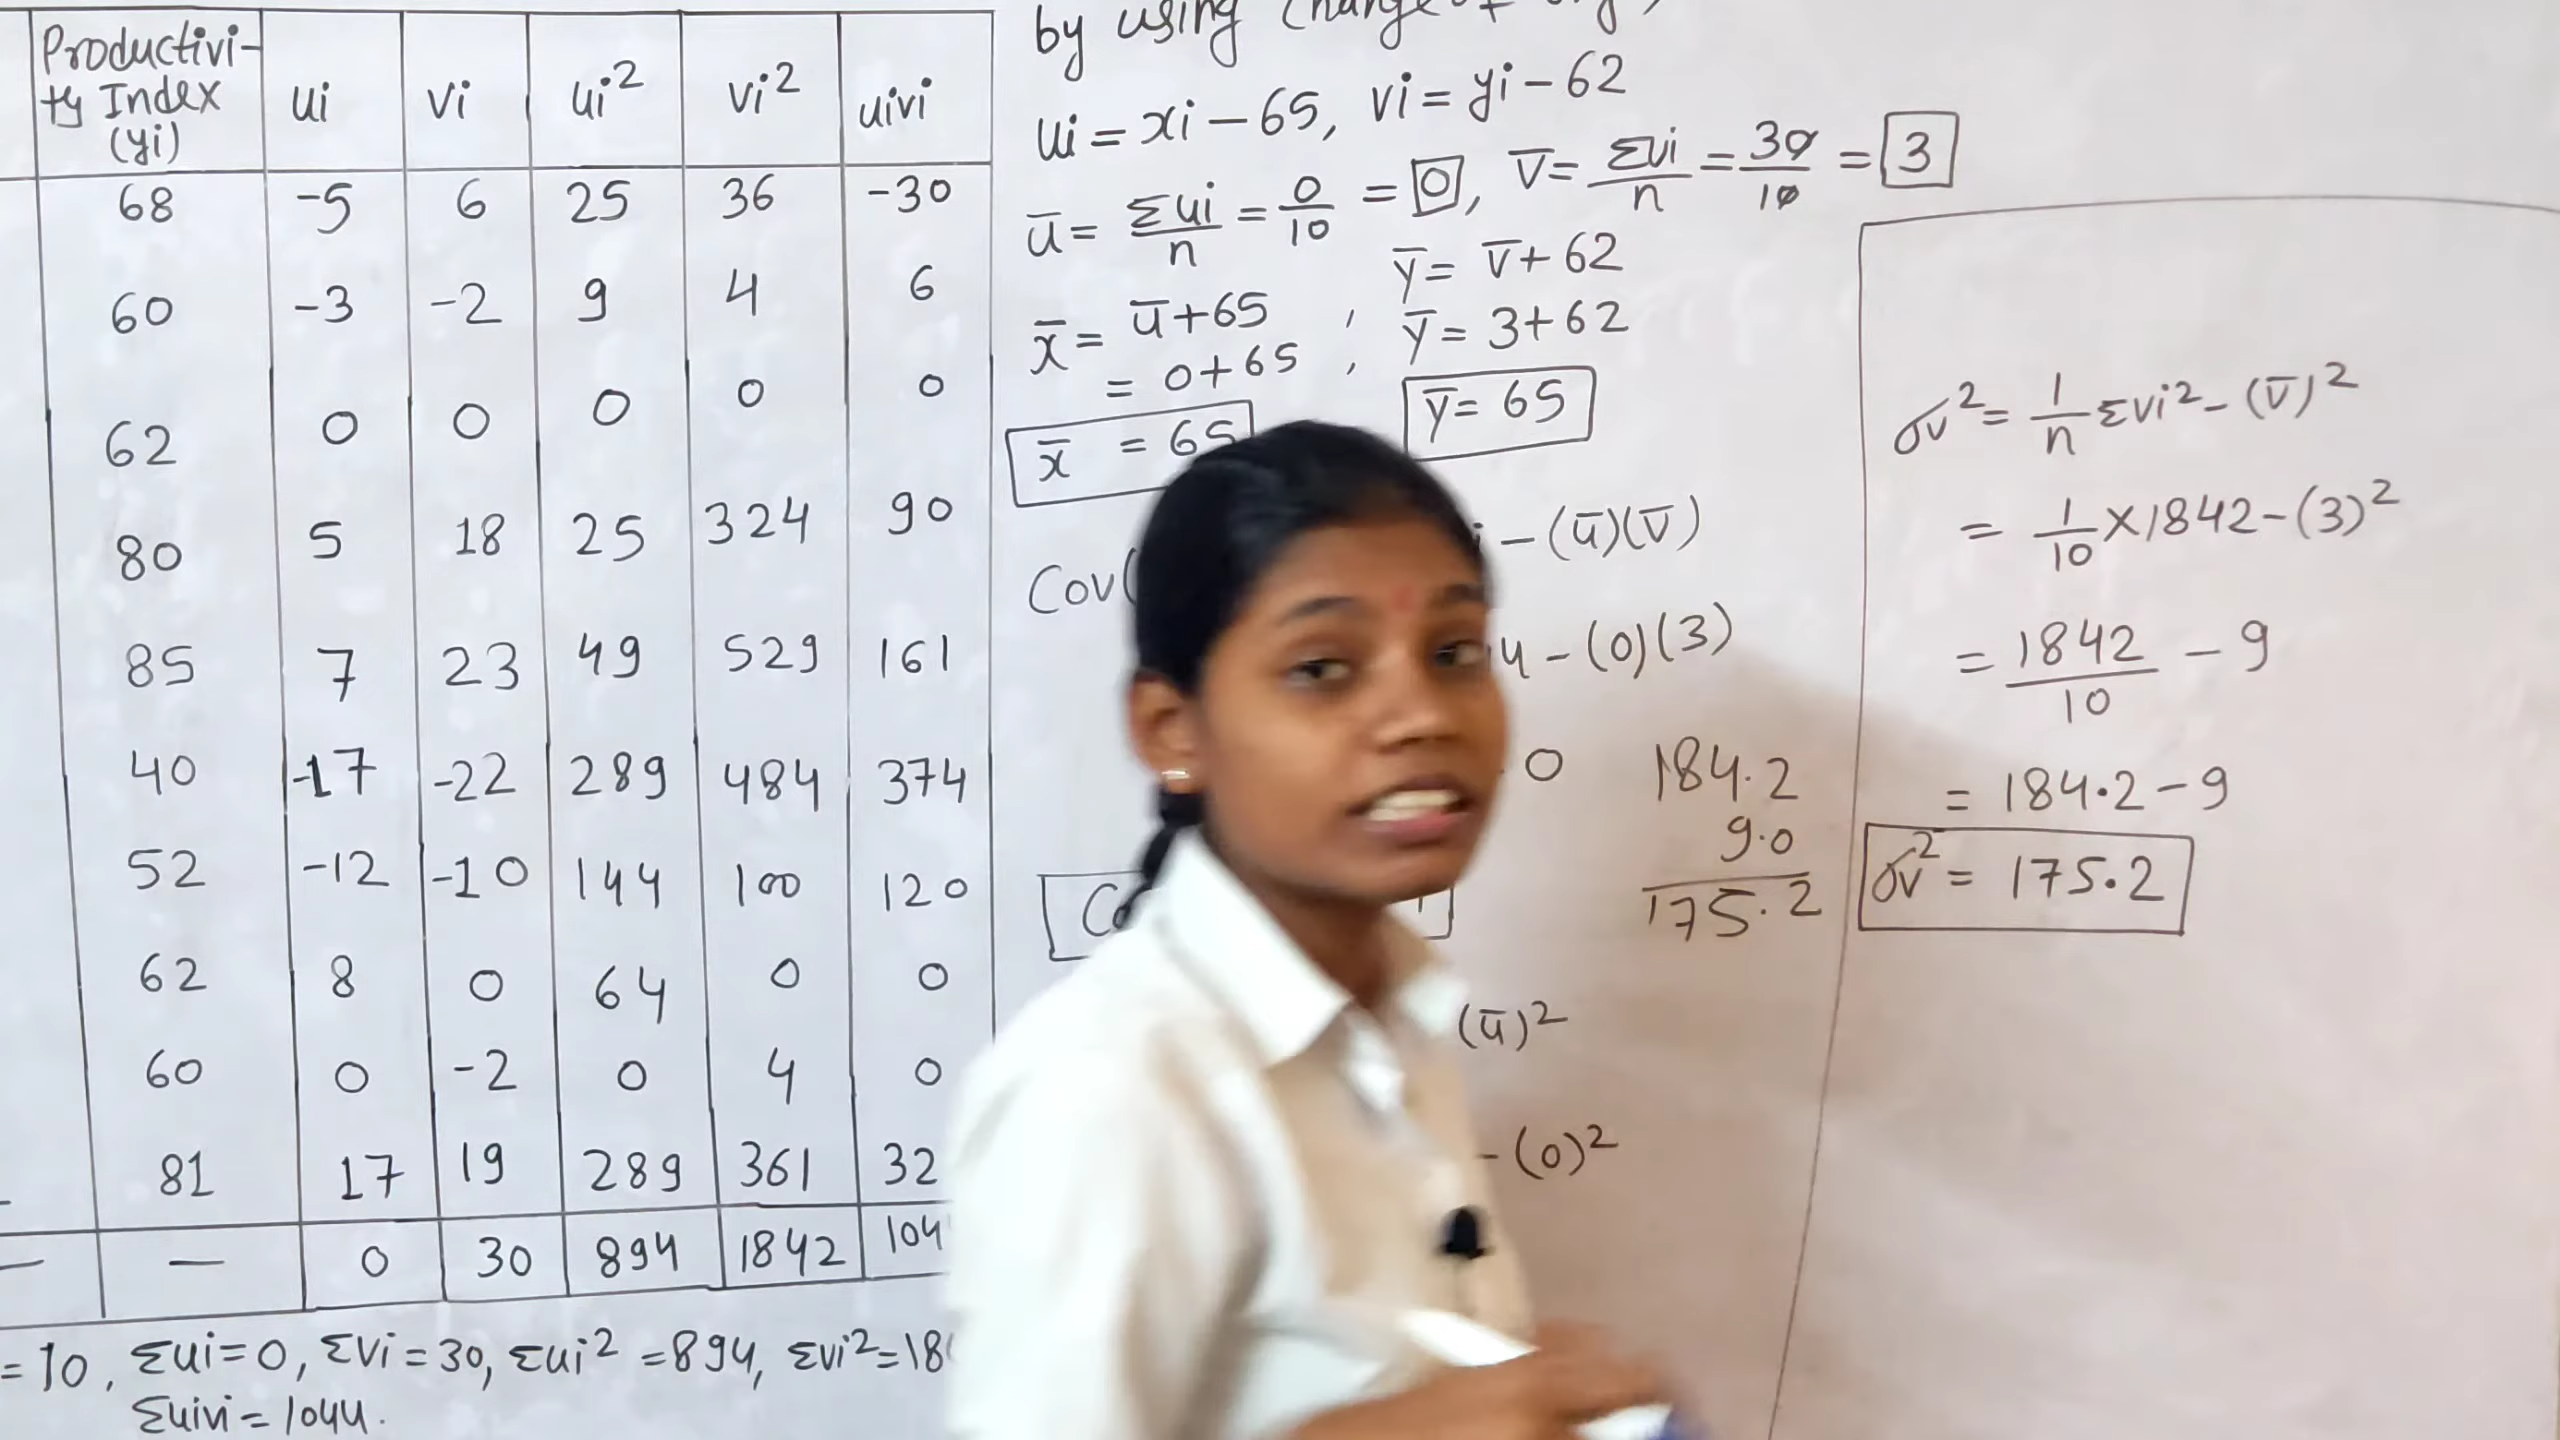 Productivi-
ty Index
(yi)
ui vi ui² vi² uivi
68 -5 6 25 36 -30
60 -3 -2 9 4 6
62 0 0 0 0 0
80 5 18 25 324 90
85 7 23 49 529 161
40 -17 -22 289 484 374
52 -12 -10 144 100 120
62 8 0 64 0 0
60 0 -2 0 4 0
81 17 19 289 361 32
— — 0 30 894 1842 104
= 10, Σui=0, Σvi=30, Σui²=894, Σvi²=18
Σuivi=1044.
by using
ui = xi – 65, vi = yi – 62
ū = Σui/n = 0/10 = 0, v̄ = Σvi/n = 30/10 = 3
x̄ = ū+65 ; ȳ = v̄+62
= 0+65 ; ȳ = 3+62
x̄ = 65 ȳ = 65
Cov( – (ū)(v̄)
4 – (0)(3)
0
(ū)²
- (0)²
184.2
9.0
175.2
σv² = 1/n Σvi² – (v̄)²
= 1/10 × 1842 – (3)²
= 1842/10 – 9
= 184.2 – 9
σv² = 175.2